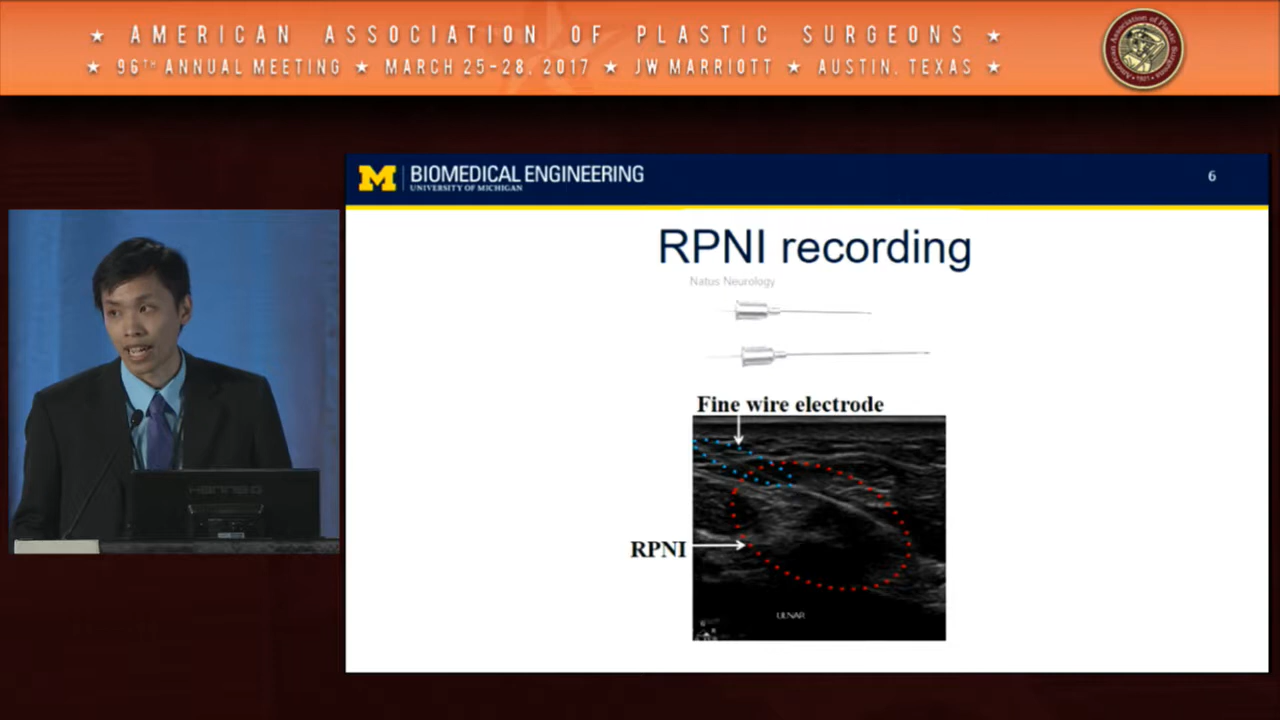 ★ AMERICAN ASSOCIATION OF PLASTIC SURGEONS ★
★ 96TH ANNUAL MEETING ★ MARCH 25-28, 2017 ★ JW MARRIOTT ★ AUSTIN, TEXAS ★
M BIOMEDICAL ENGINEERING
UNIVERSITY OF MICHIGAN
6
RPNI recording
Natus Neurology
Fine wire electrode
RPNI
ULNAR